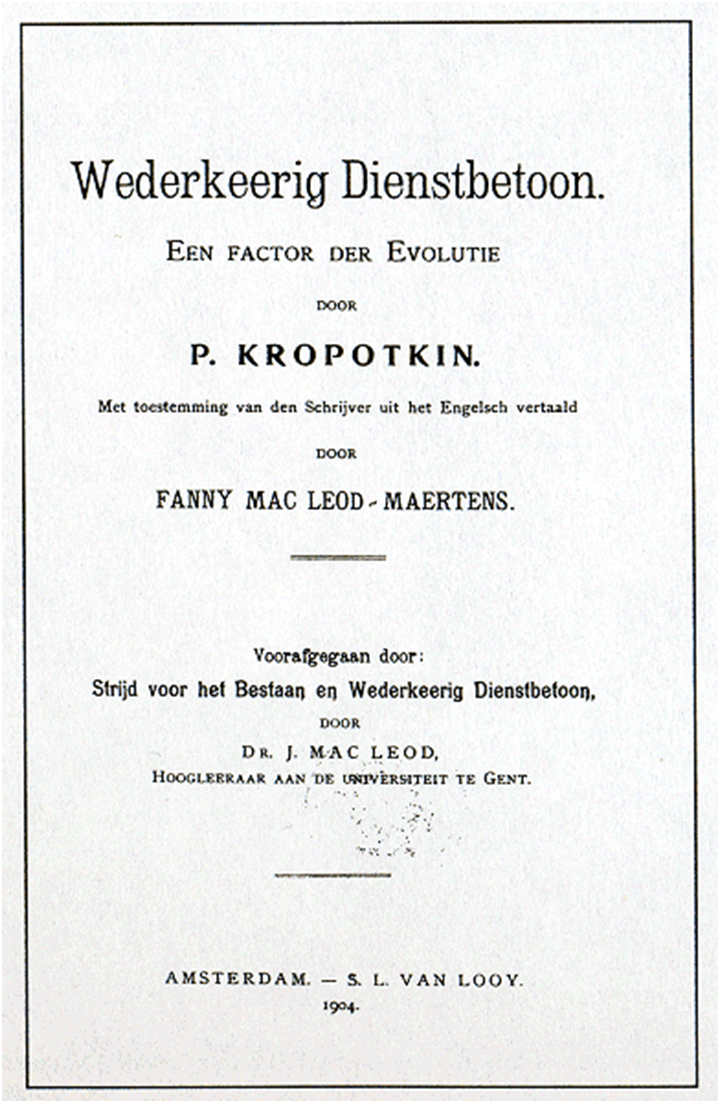 Wederkeerig Dienstbetoon.
EEN FACTOR DER EVOLUTIE
DOOR
P. KROPOTKIN.
Met toestemming van den Schrijver uit het Engelsch vertaald
DOOR
FANNY MAC LEOD-MAERTENS.
Voorafgegaan door:
Strijd voor het Bestaan en Wederkeerig Dienstbetoon,
DOOR
DR. J. MAC LEOD,
HOOGLEERAAR AAN DE UNIVERSITEIT TE GENT.
AMSTERDAM. — S. L. VAN LOOY.
1904.